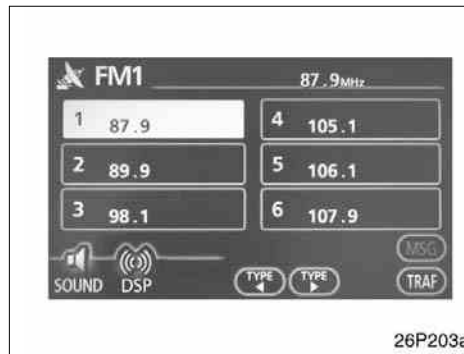 FM1 87.9MHz
1 87.9
4 105.1
2 89.9
5 106.1
3 98.1
6 107.9
MSG
SOUND DSP TYPE TYPE TRAF
26P203a